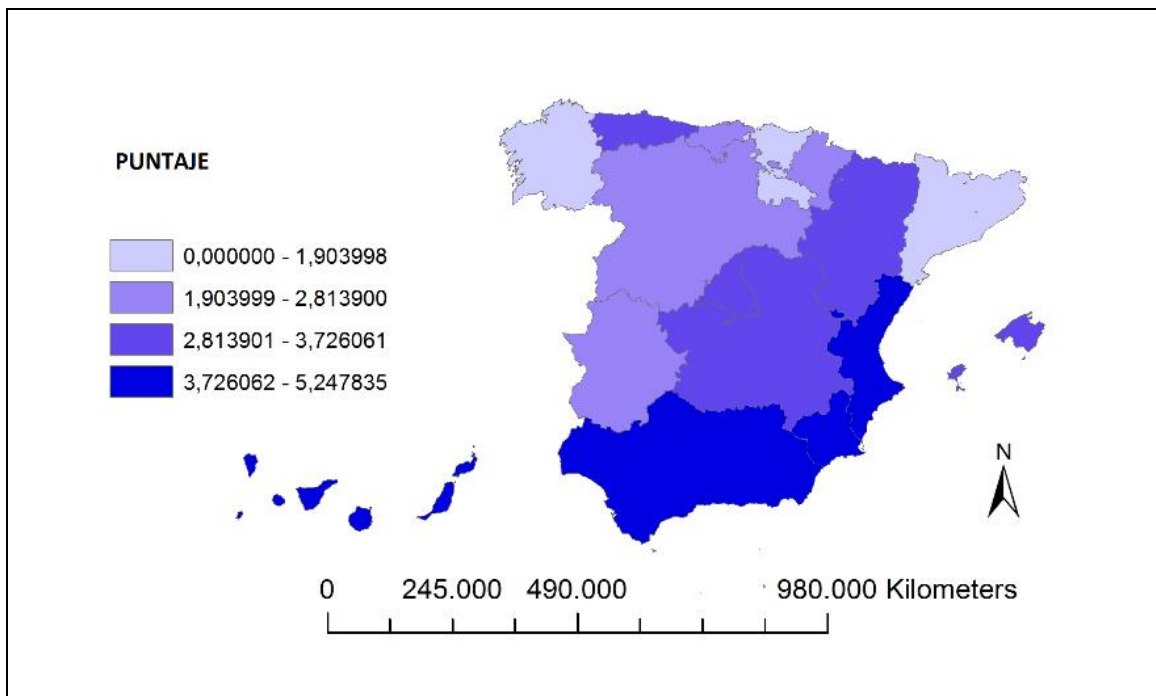 PUNTAJE
0,000000 - 1,903998
1,903999 - 2,813900
2,813901 - 3,726061
3,726062 - 5,247835
N
0 245.000 490.000 980.000 Kilometers